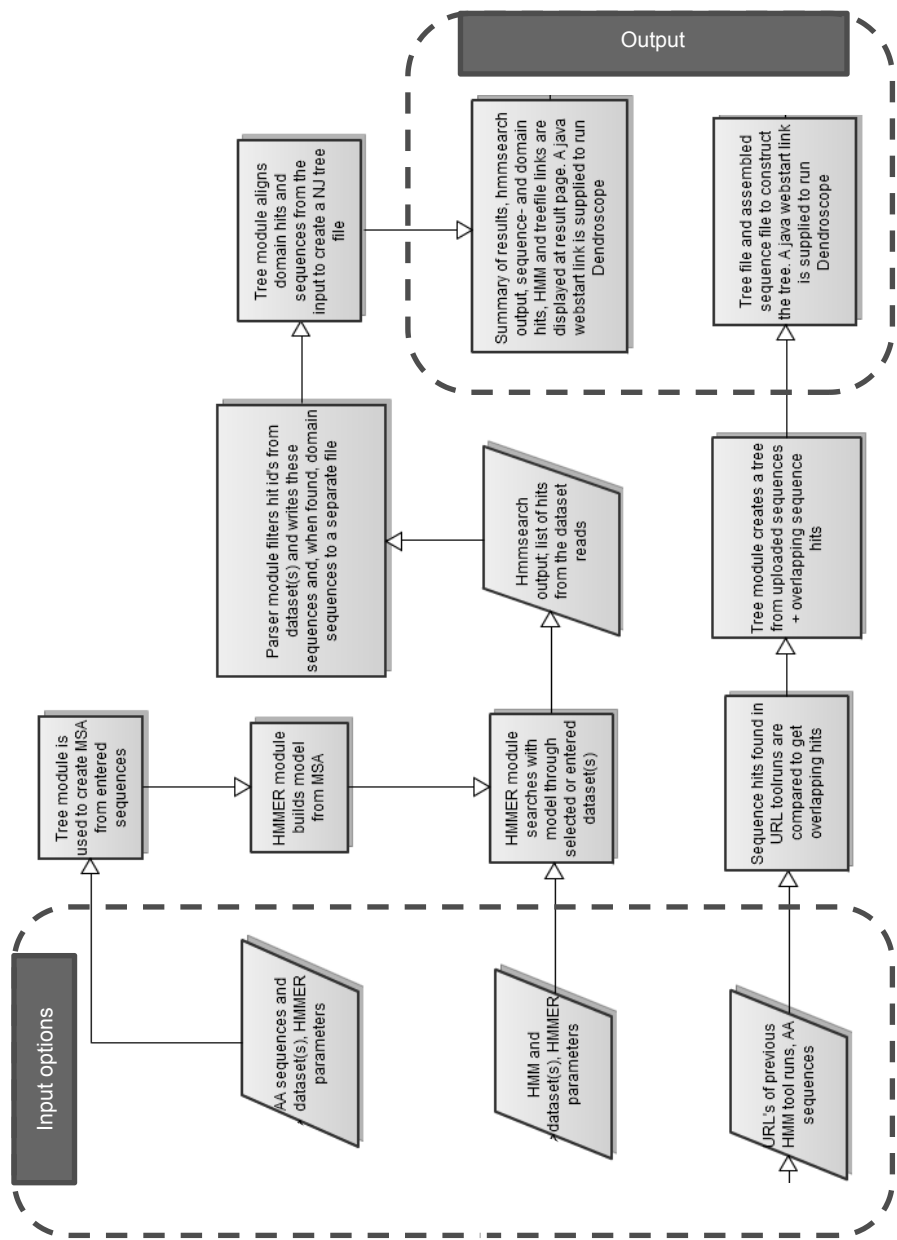 Input options
AA sequences and
dataset(s), HMMER
parameters
HMM and
dataset(s), HMMER
parameters
URL's of previous
HMM tool runs, AA
sequences
Tree module is
used to create MSA
from entered
sequences
HMMER module
builds model
from MSA
HMMER module
searches with
model through
selected or entered
dataset(s)
Sequence hits found in
URL toolruns are
compared to get
overlapping hits
Parser module filters hit id's from
dataset(s) and writes these
sequences and, when found, domain
sequences to a separate file
Hmmsearch
output; list of hits
from the dataset
reads
Tree module creates a tree
from uploaded sequences
+ overlapping sequence
hits
Tree module aligns
domain hits and
sequences from the
input to create a NJ tree
file
Output
Summary of results, hmmsearch
output, sequence- and domain
hits, HMM and treefile links are
displayed at result page. A java
webstart link is supplied to run
Dendroscope
Tree file and assembled
sequence file to construct
the tree. A java webstart link
is supplied to run
Dendroscope